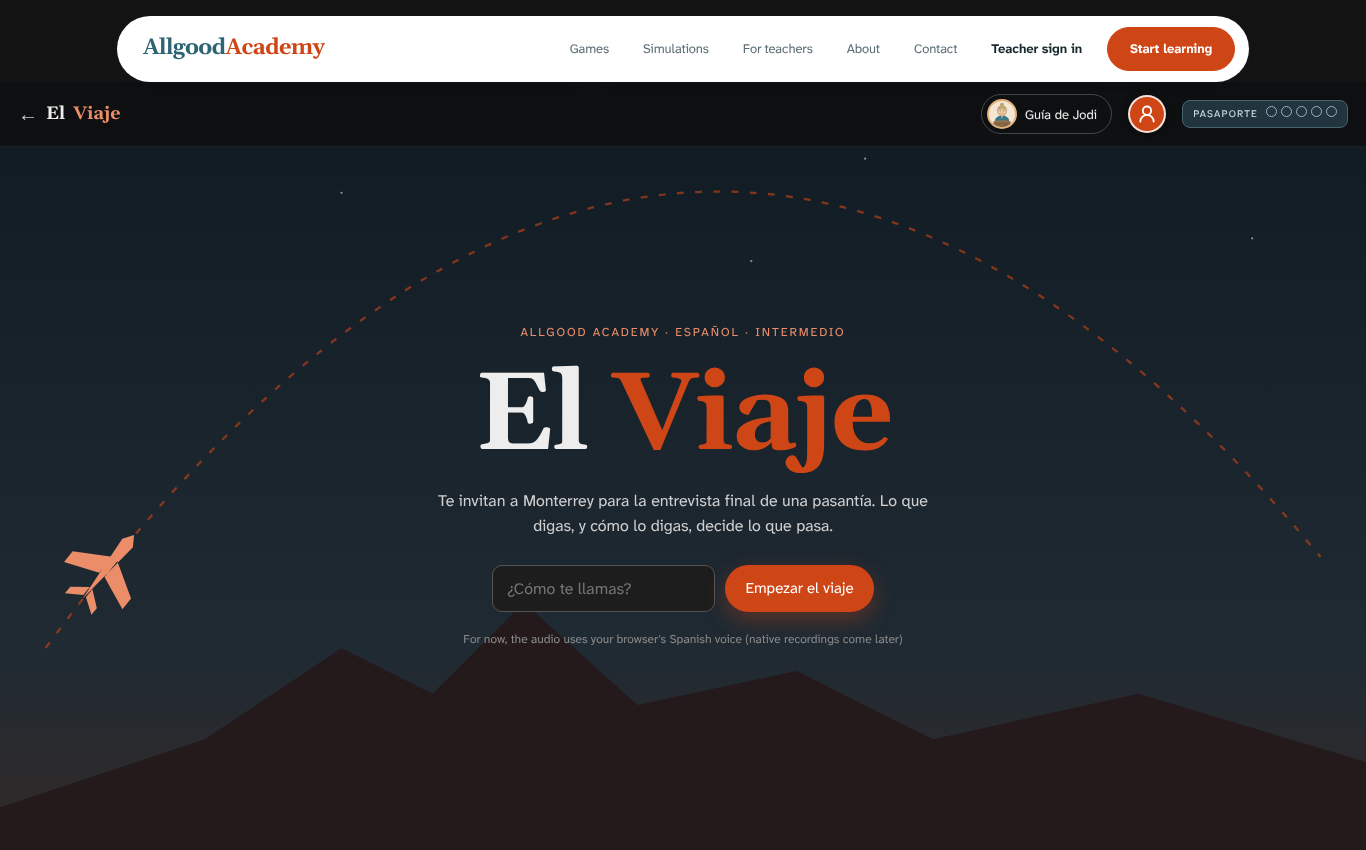 AllgoodAcademy
Games
Simulations
For teachers
About
Contact
Teacher sign in
Start learning
← El Viaje
Guía de Jodi
PASAPORTE
ALLGOOD ACADEMY · ESPAÑOL · INTERMEDIO
El Viaje
Te invitan a Monterrey para la entrevista final de una pasantía. Lo que
digas, y cómo lo digas, decide lo que pasa.
¿Cómo te llamas?
Empezar el viaje
For now, the audio uses your browser's Spanish voice (native recordings come later)